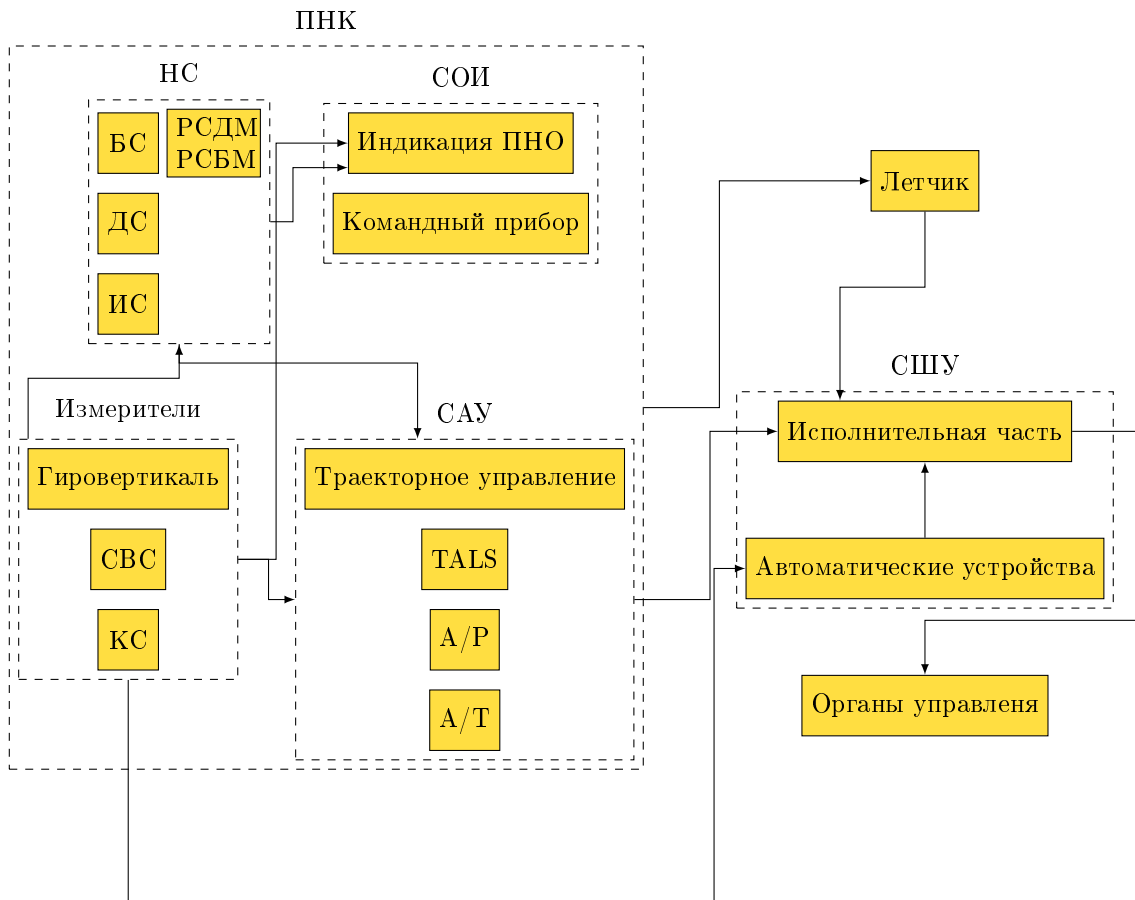 ПНК
НС
БС
РСДМ
РСБМ
ДС
ИС
СОИ
Индикация ПНО
Командный прибор
Измерители
Гировертикаль
СВС
КС
САУ
Траекторное управление
TALS
А/Р
А/Т
Летчик
СШУ
Исполнительная часть
Автоматические устройства
Органы управленя